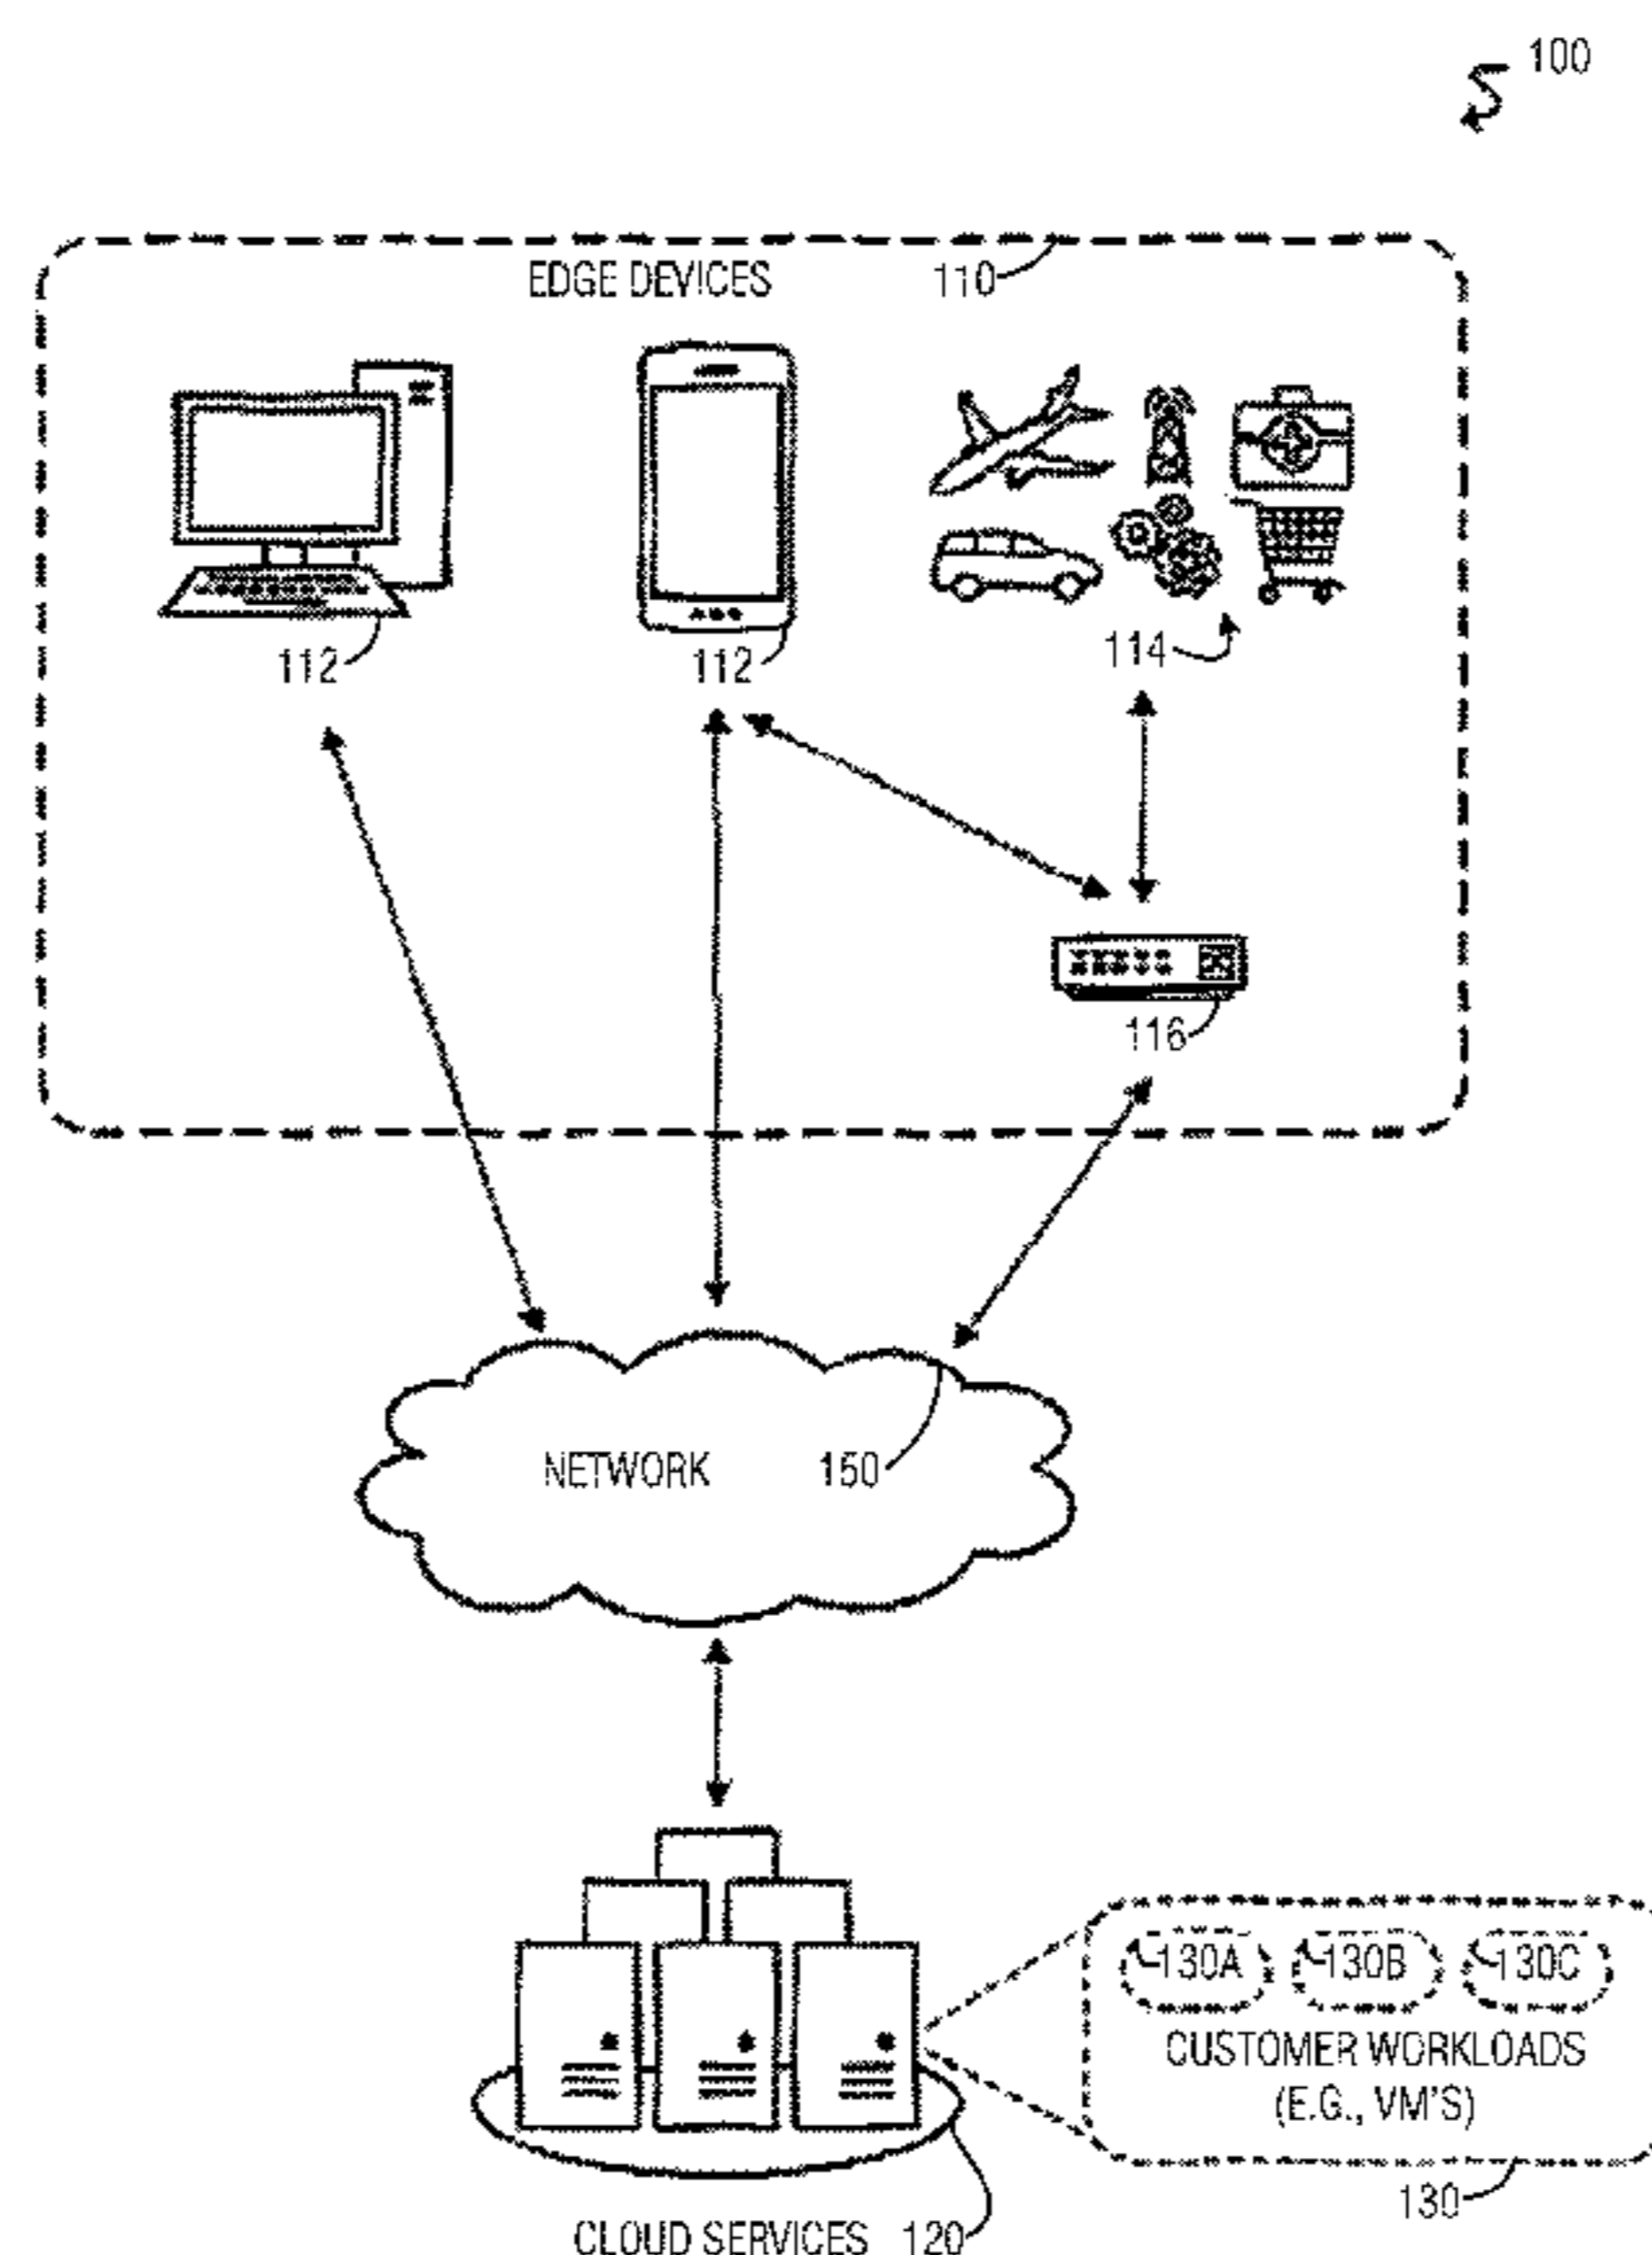 100
EDGE DEVICES 110
112
112
114
116
NETWORK 150
130A 130B 130C
CUSTOMER WORKLOADS
(E.G., VM'S)
130
CLOUD SERVICES 120